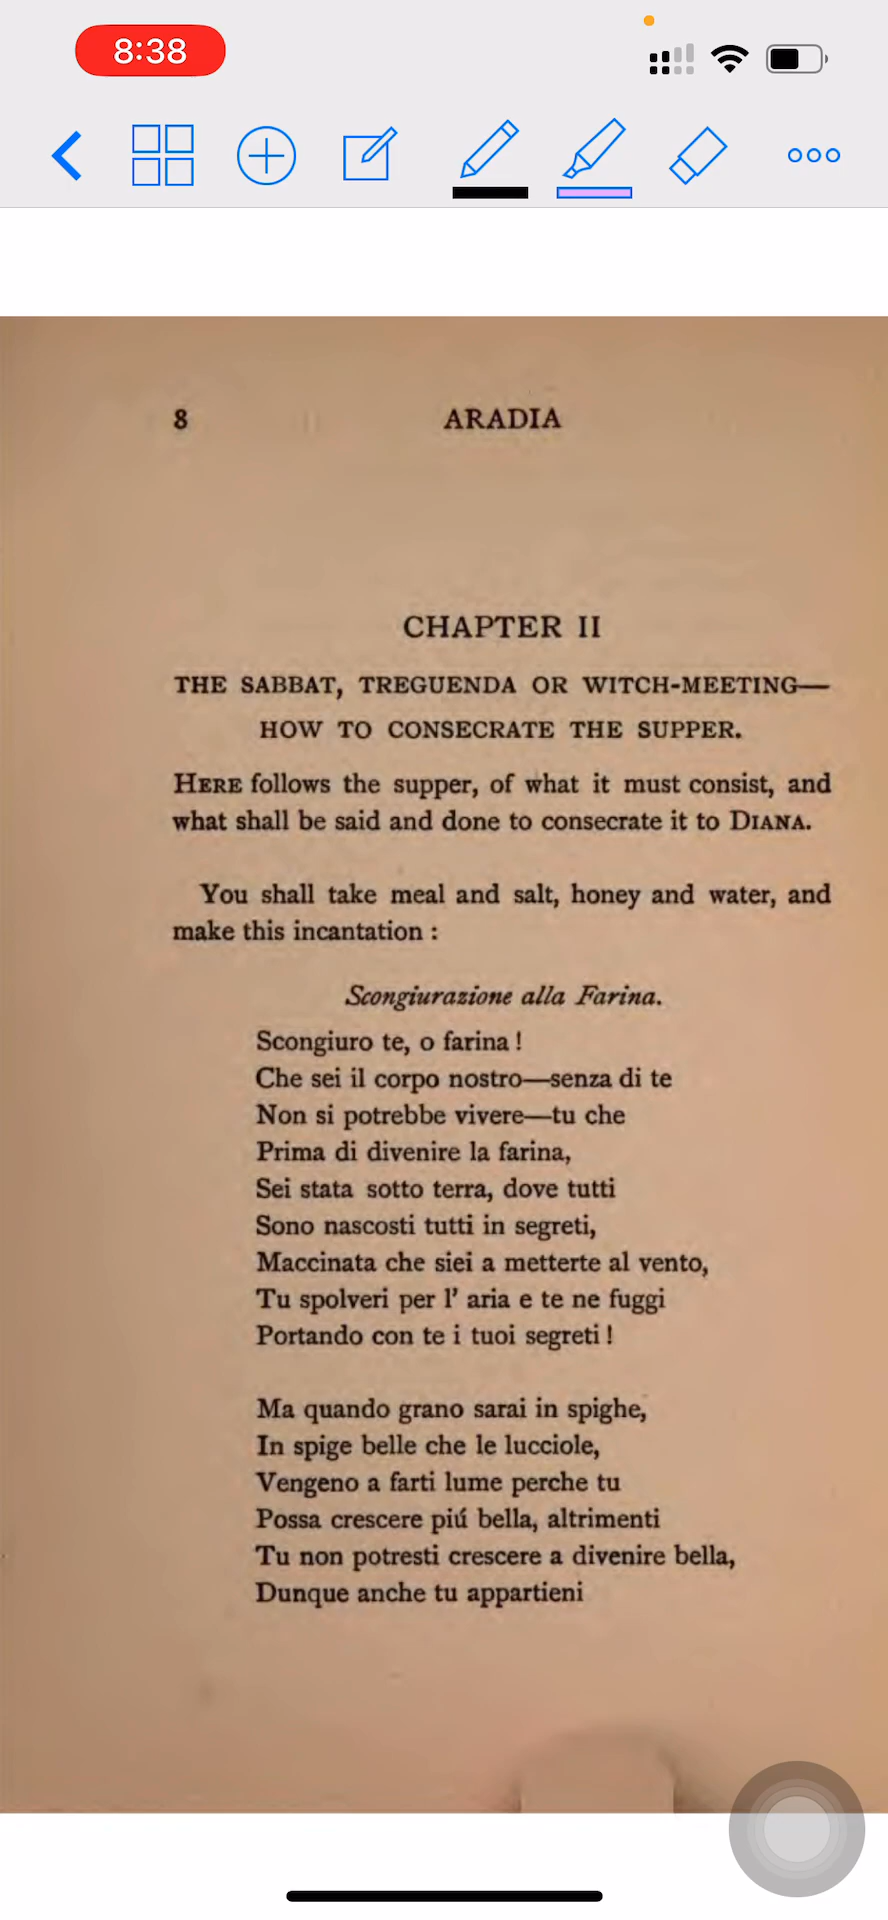 8:38
8 ARADIA
CHAPTER II
THE SABBAT, TREGUENDA OR WITCH-MEETING—
HOW TO CONSECRATE THE SUPPER.
HERE follows the supper, of what it must consist, and
what shall be said and done to consecrate it to DIANA.
You shall take meal and salt, honey and water, and
make this incantation :
Scongiurazione alla Farina.
Scongiuro te, o farina !
Che sei il corpo nostro—senza di te
Non si potrebbe vivere—tu che
Prima di divenire la farina,
Sei stata sotto terra, dove tutti
Sono nascosti tutti in segreti,
Maccinata che siei a metterte al vento,
Tu spolveri per l' aria e te ne fuggi
Portando con te i tuoi segreti !
Ma quando grano sarai in spighe,
In spige belle che le lucciole,
Vengeno a farti lume perche tu
Possa crescere piú bella, altrimenti
Tu non potresti crescere a divenire bella,
Dunque anche tu appartieni